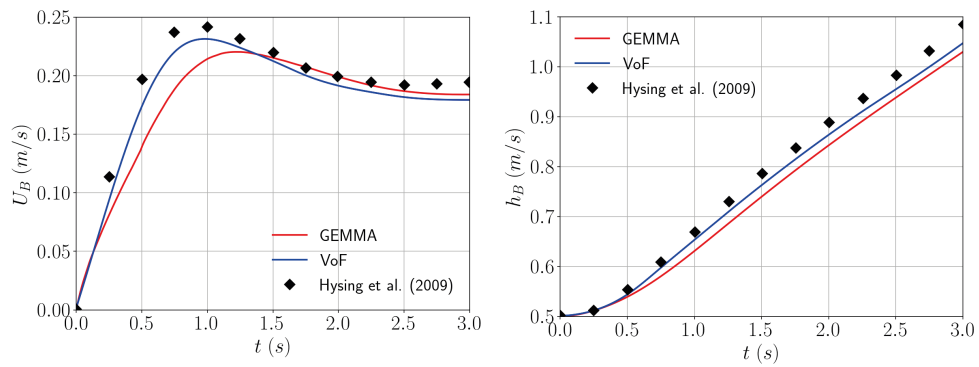 0.25
0.20
0.15
0.10
0.05
0.00
U_B (m/s)
GEMMA
VoF
Hysing et al. (2009)
0.0 0.5 1.0 1.5 2.0 2.5 3.0
t (s)
1.1
1.0
0.9
0.8
0.7
0.6
0.5
h_B (m/s)
GEMMA
VoF
Hysing et al. (2009)
0.0 0.5 1.0 1.5 2.0 2.5 3.0
t (s)